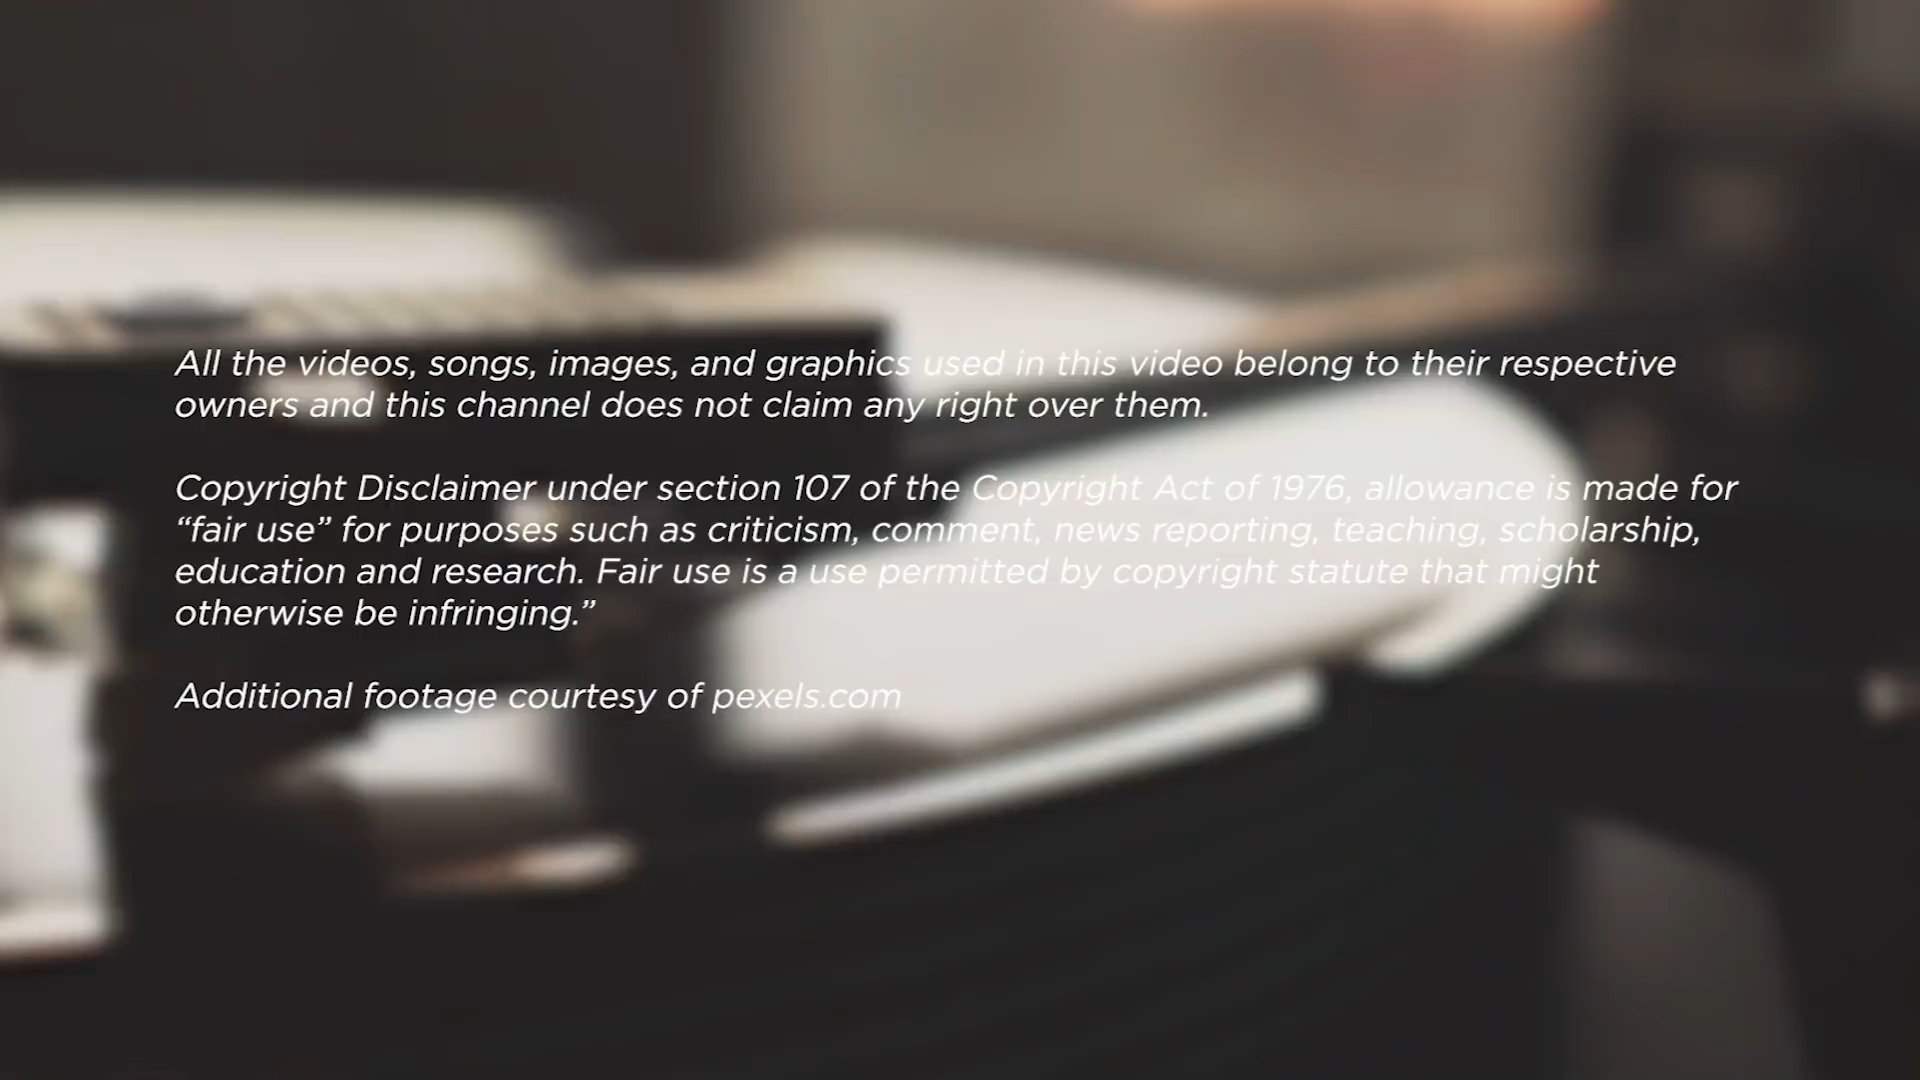 All the videos, songs, images, and graphics used in this video belong to their respective
owners and this channel does not claim any right over them.
Copyright Disclaimer under section 107 of the Copyright Act of 1976, allowance is made for
“fair use” for purposes such as criticism, comment, news reporting, teaching, scholarship,
education and research. Fair use is a use permitted by copyright statute that might
otherwise be infringing.”
Additional footage courtesy of pexels.com